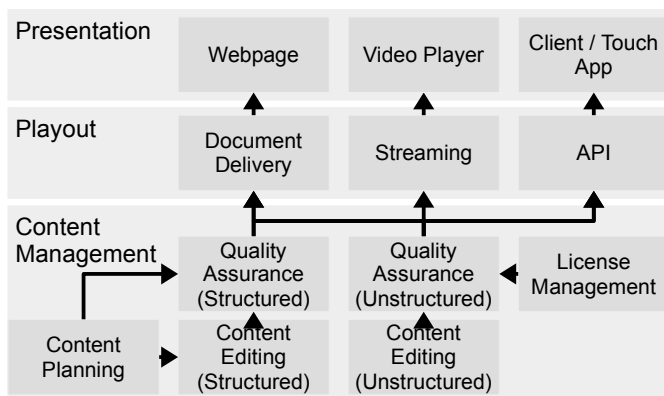 Presentation
Webpage
Video Player
Client / Touch
App
Playout
Document
Delivery
Streaming
API
Content
Management
Quality
Assurance
(Structured)
Quality
Assurance
(Unstructured)
License
Management
Content
Planning
Content
Editing
(Structured)
Content
Editing
(Unstructured)